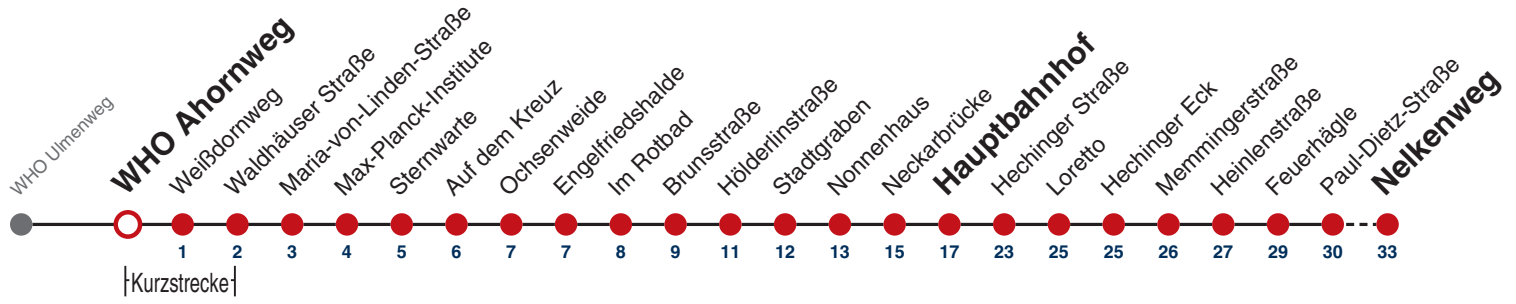 WHO Ulmenweg
WHO Ahornweg
Weißdornweg
Waldhäuser Straße
Maria-von-Linden-Straße
Max-Planck-Institute
Sternwarte
Auf dem Kreuz
Ochsenweide
Engelfriedshalde
Im Rotbad
Brunsstraße
Hölderlinstraße
Stadtgraben
Nonnenhaus
Neckarbrücke
Hauptbahnhof
Hechinger Straße
Loretto
Hechinger Eck
Memmingerstraße
Heinlenstraße
Feuerhägle
Paul-Dietz-Straße
Nelkenweg
1 2 3 4 5 6 7 7 8 9 11 12 13 15 17 23 25 25 26 27 29 30 33
Kurzstrecke